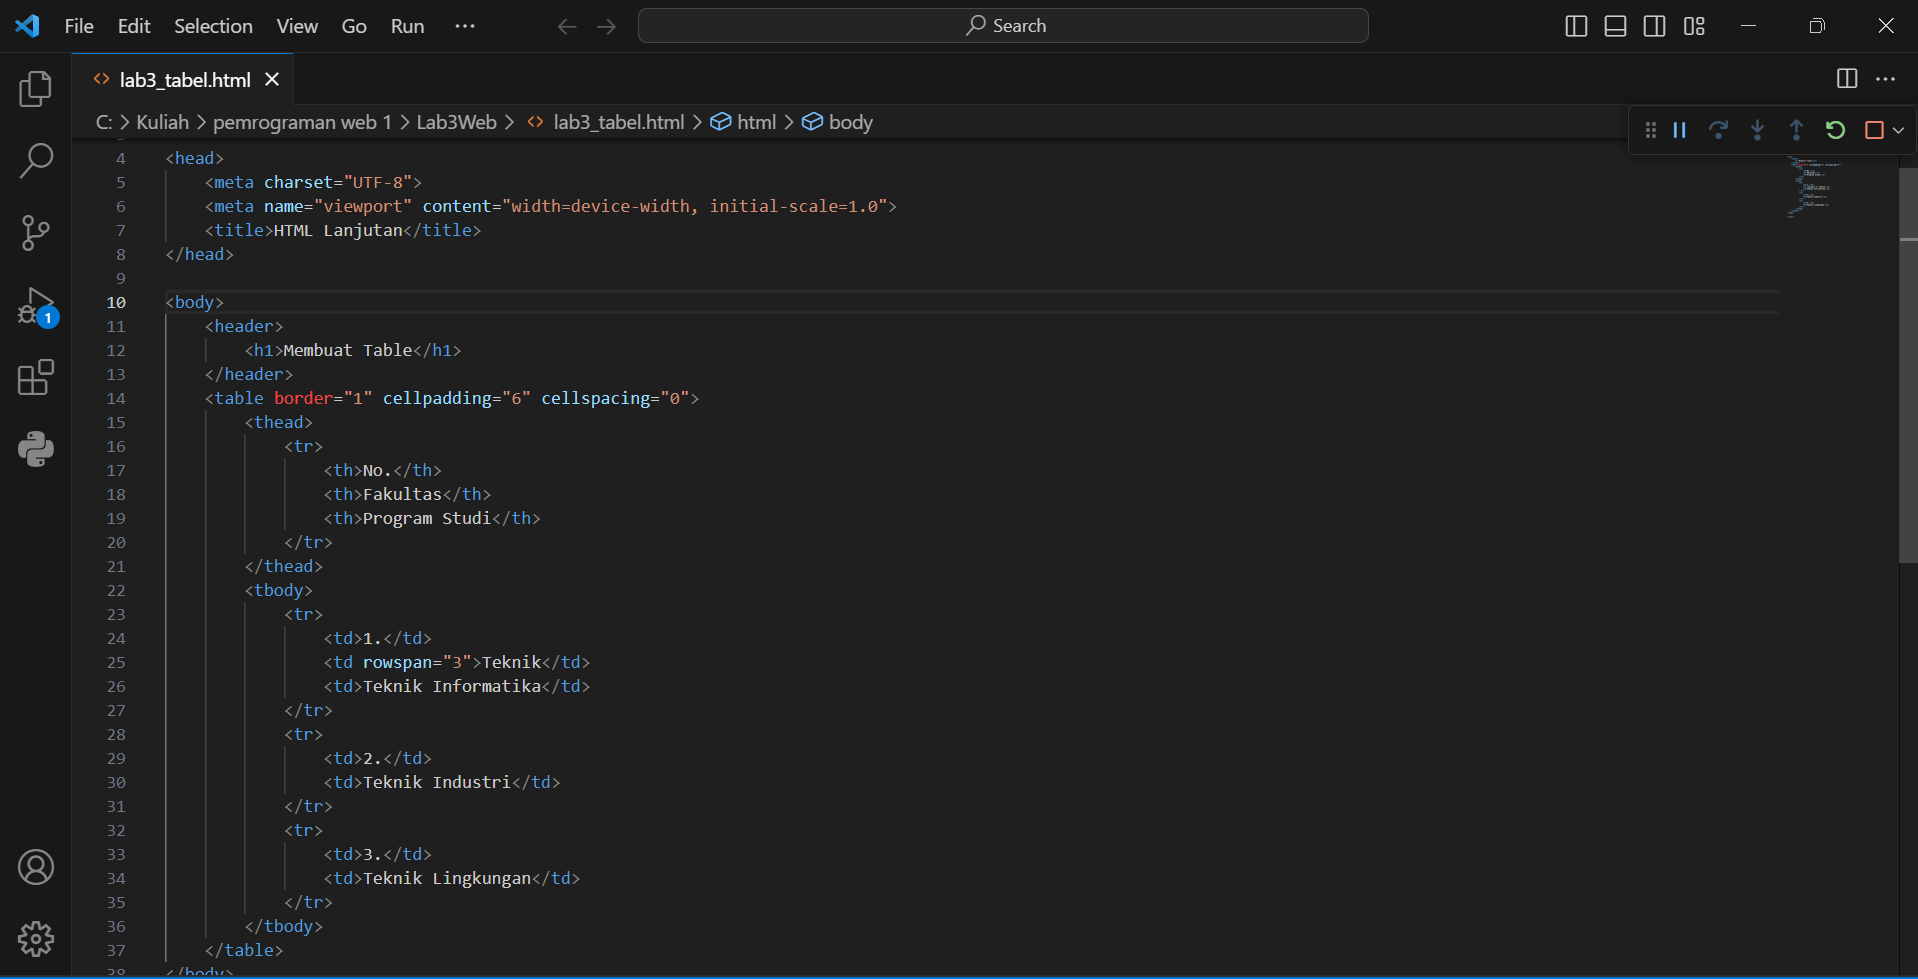 File Edit Selection View Go Run ··· Search
lab3_tabel.html
C: > Kuliah > pemrograman web 1 > Lab3Web > lab3_tabel.html > html > body
4 <head>
5 <meta charset="UTF-8">
6 <meta name="viewport" content="width=device-width, initial-scale=1.0">
7 <title>HTML Lanjutan</title>
8 </head>
9
10 <body>
11 <header>
12 <h1>Membuat Table</h1>
13 </header>
14 <table border="1" cellpadding="6" cellspacing="0">
15 <thead>
16 <tr>
17 <th>No.</th>
18 <th>Fakultas</th>
19 <th>Program Studi</th>
20 </tr>
21 </thead>
22 <tbody>
23 <tr>
24 <td>1.</td>
25 <td rowspan="3">Teknik</td>
26 <td>Teknik Informatika</td>
27 </tr>
28 <tr>
29 <td>2.</td>
30 <td>Teknik Industri</td>
31 </tr>
32 <tr>
33 <td>3.</td>
34 <td>Teknik Lingkungan</td>
35 </tr>
36 </tbody>
37 </table>
38 </body>
1